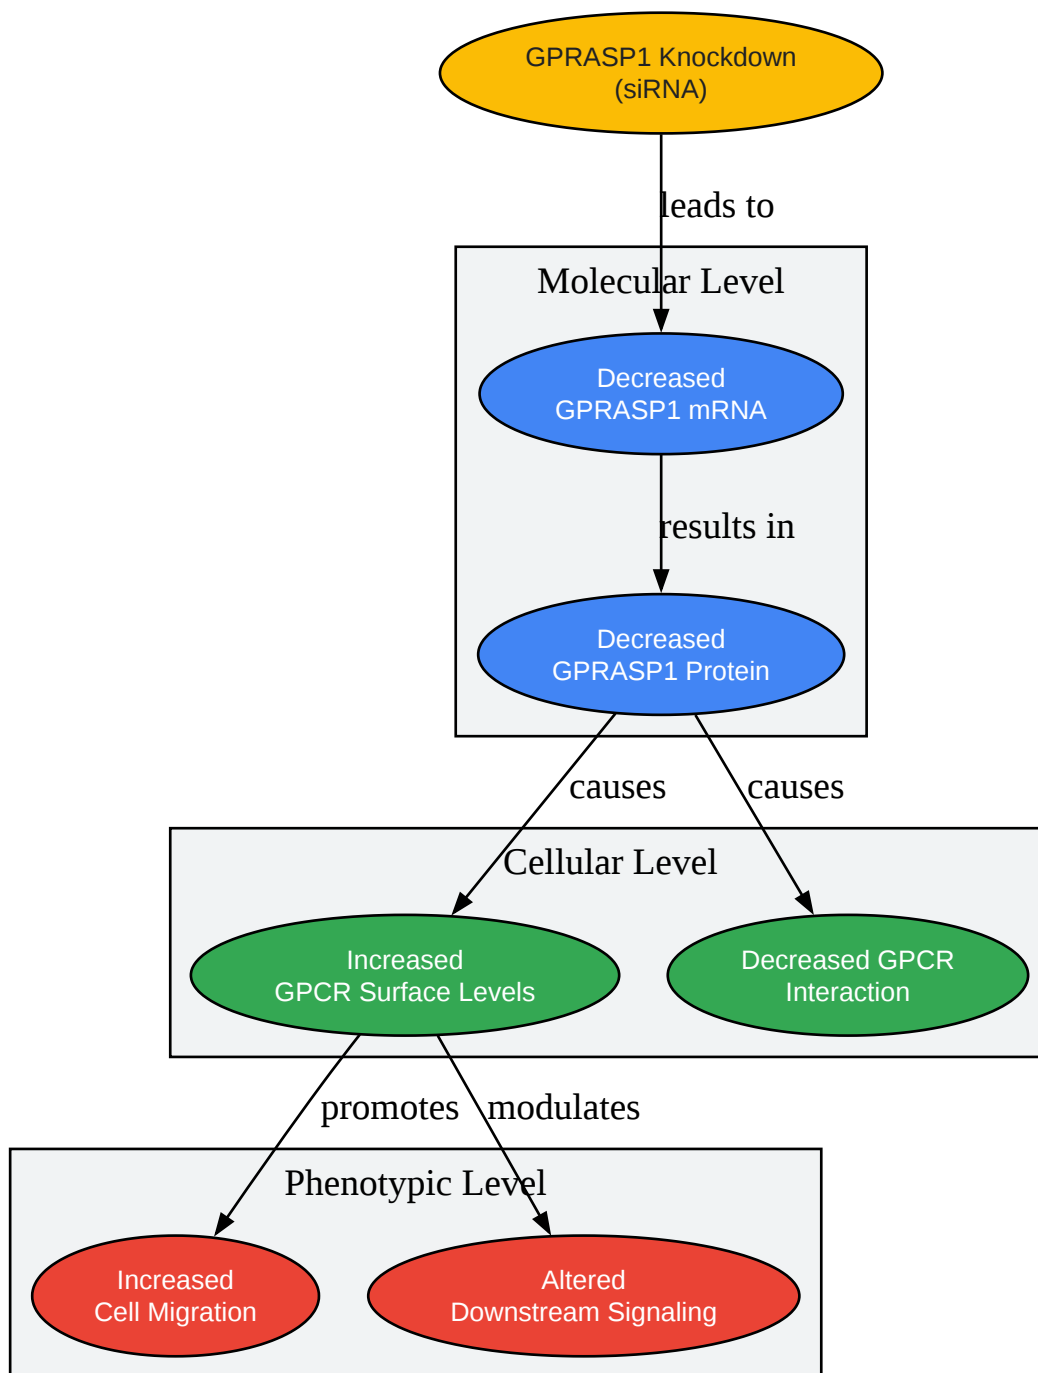 GPRASP1 Knockdown
(siRNA)
leads to
Molecular Level
Decreased
GPRASP1 mRNA
results in
Decreased
GPRASP1 Protein
causes
causes
Cellular Level
Increased
GPCR Surface Levels
Decreased GPCR
Interaction
promotes
modulates
Phenotypic Level
Increased
Cell Migration
Altered
Downstream Signaling